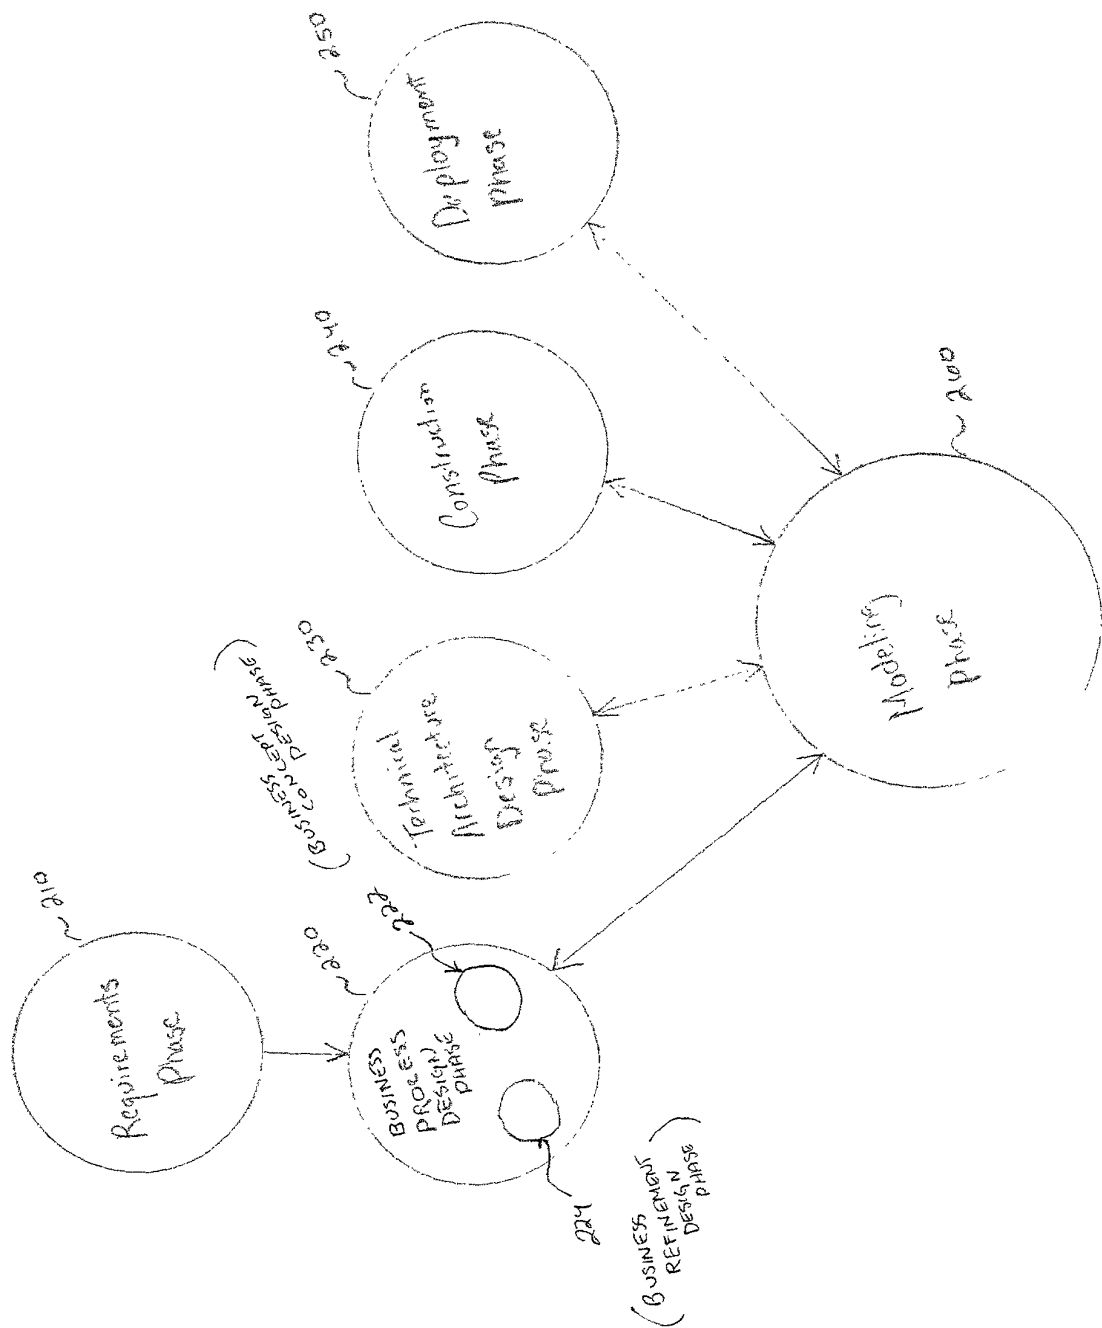 Requirements
Phase
210
BUSINESS
PROCESS
DESIGN
PHASE
220
222
(BUSINESS
CONCEPT
DESIGN
PHASE)
224
(BUSINESS
REFINEMENT
DESIGN
PHASE)
Technical
Architecture
Design
Phase
230
Construction
Phase
240
Deployment
Phase
250
Modeling
Phase
2100